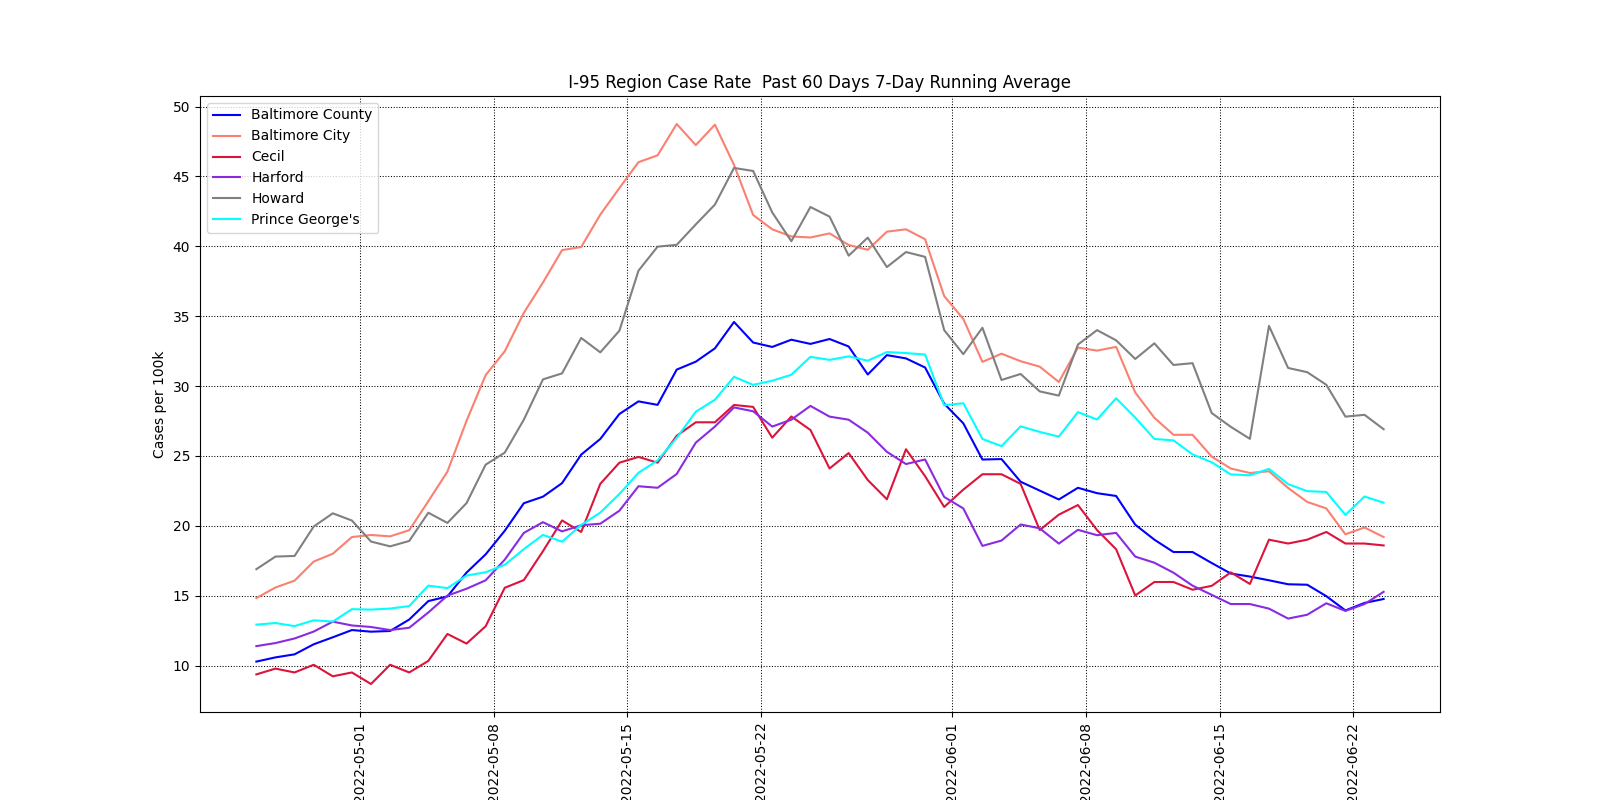 I-95 Region Case Rate  Past 60 Days 7-Day Running Average
Cases per 100k
50
45
40
35
30
25
20
15
10
Baltimore County
Baltimore City
Cecil
Harford
Howard
Prince George's
2022-05-01
2022-05-08
2022-05-15
2022-05-22
2022-06-01
2022-06-08
2022-06-15
2022-06-22